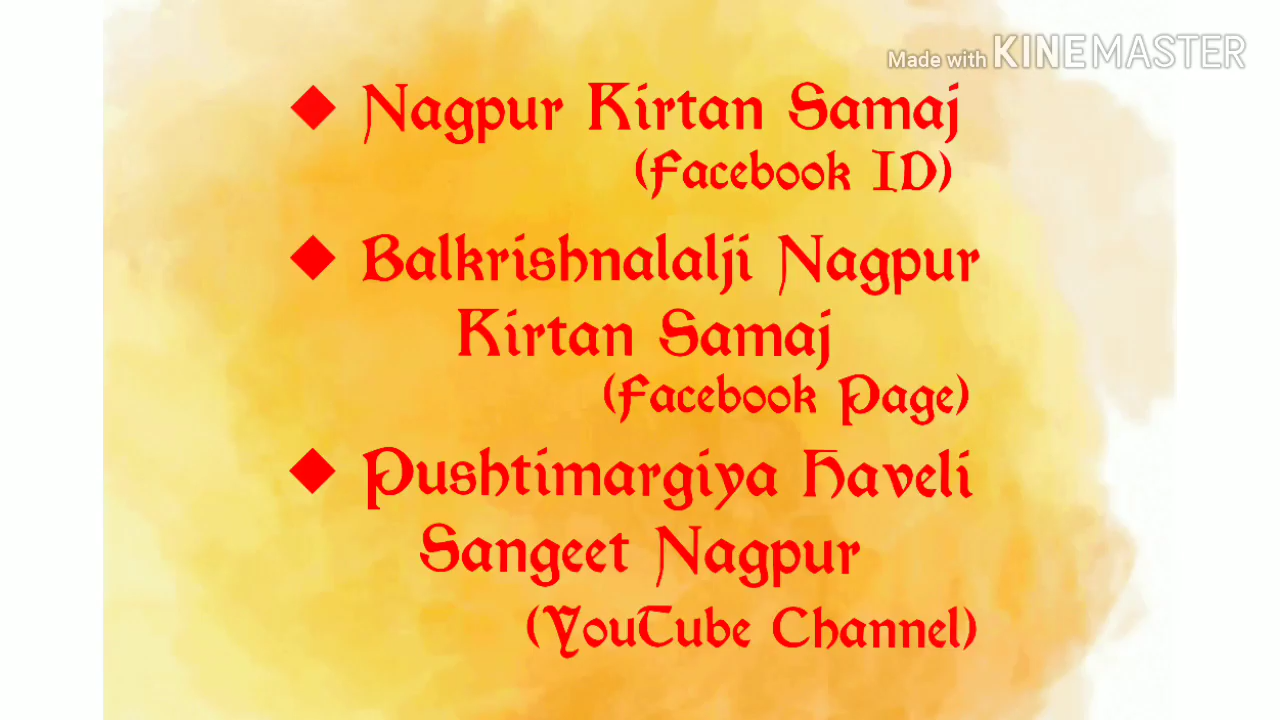 Made with KINEMASTER
◆ Nagpur Kirtan Samaj
(Facebook ID)
◆ Balkrishnalalji Nagpur
Kirtan Samaj
(Facebook Page)
◆ Pushtimargiya Haveli
Sangeet Nagpur
(YouTube Channel)